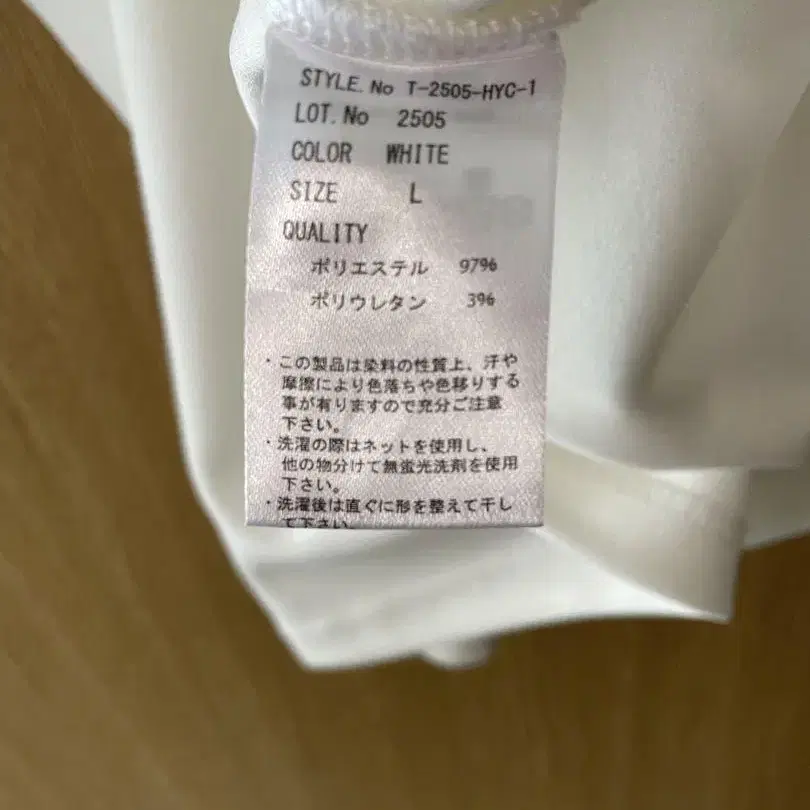 STYLE.No T-2505-HYC-1
LOT.No 2505
COLOR WHITE
SIZE L
QUALITY
ポリエステル 97%
ポリウレタン 3%
・この製品は染料の性質上、汗や
摩擦により色落ちや色移りする
事が有りますので充分ご注意
下さい。
・洗濯の際はネットを使用し、
他の物分けて無蛍光洗剤を使用
下さい。
・洗濯後は直ぐに形を整えて干し
て下さい。